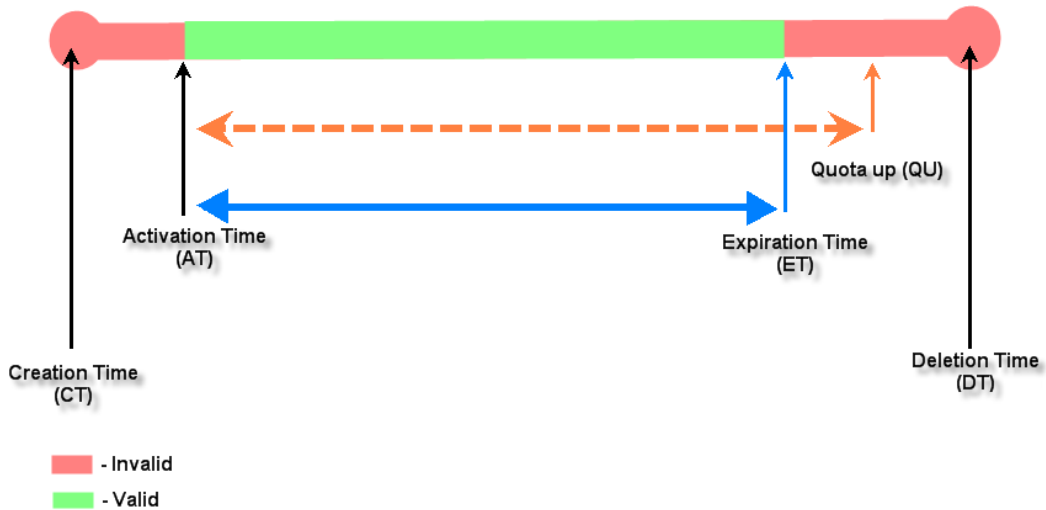 Quota up (QU)
Activation Time
(AT)
Expiration Time
(ET)
Creation Time
(CT)
Deletion Time
(DT)
- Invalid
- Valid